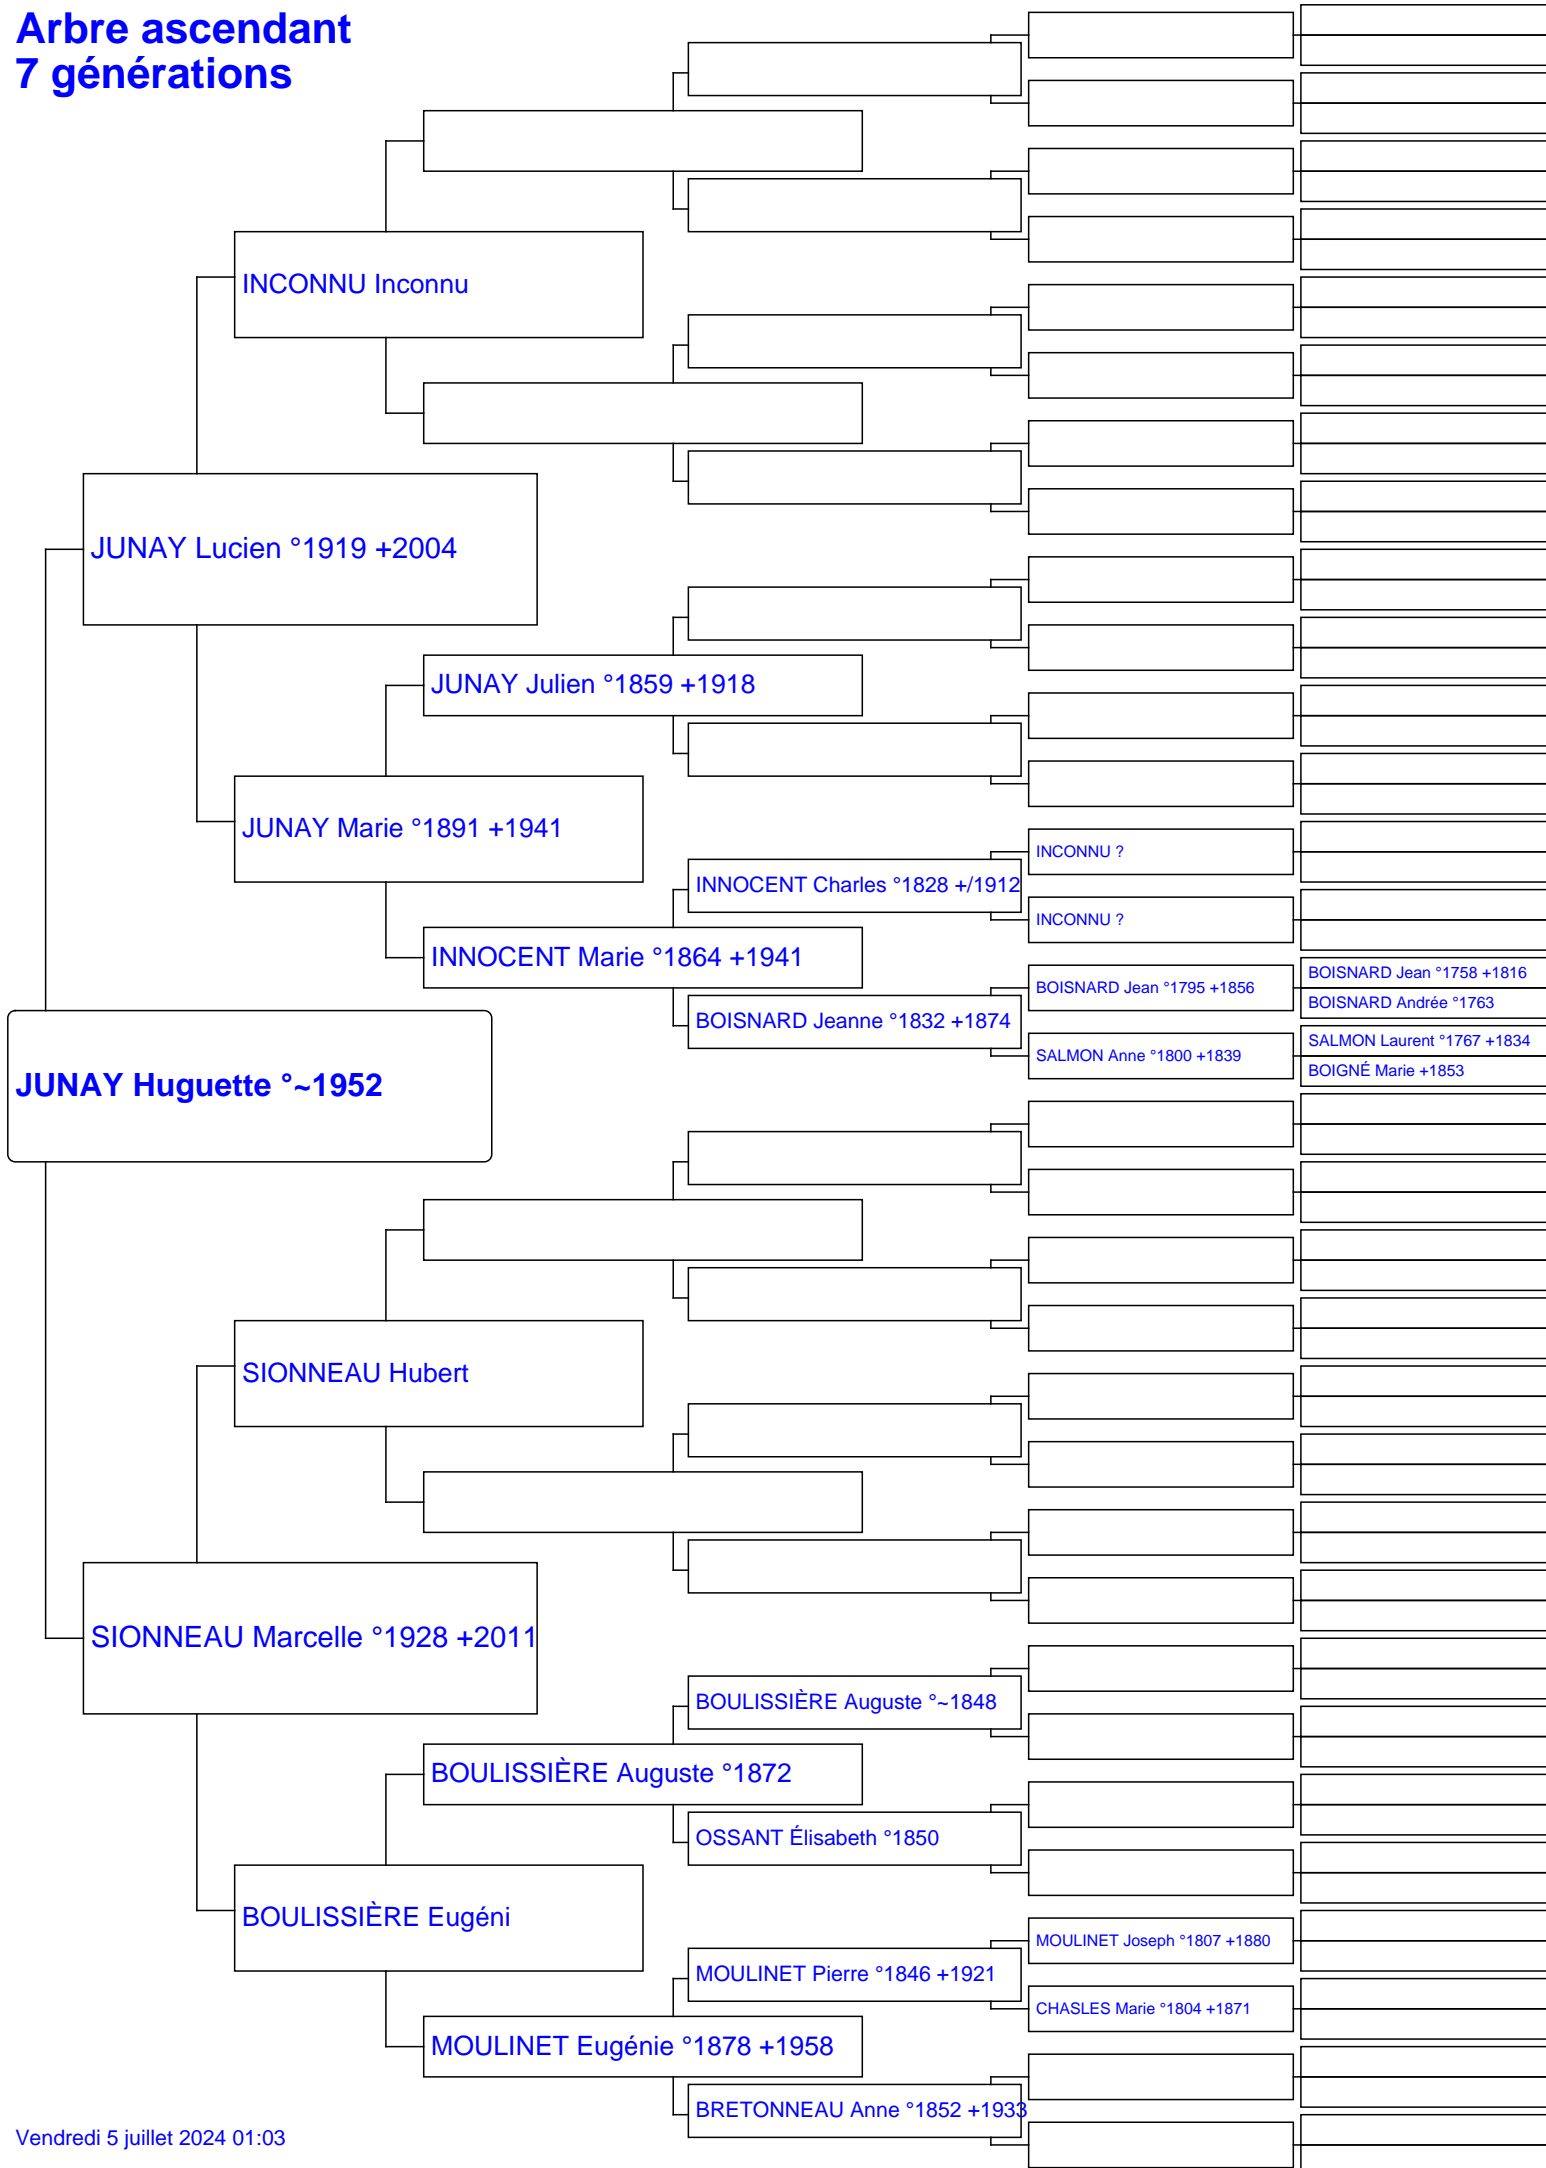 Arbre ascendant
7 générations
INCONNU Inconnu
JUNAY Lucien °1919 +2004
JUNAY Julien °1859 +1918
JUNAY Marie °1891 +1941
INCONNU ?
INNOCENT Charles °1828 +/1912
INCONNU ?
INNOCENT Marie °1864 +1941
BOISNARD Jean °1758 +1816
BOISNARD Jean °1795 +1856
BOISNARD Andrée °1763
BOISNARD Jeanne °1832 +1874
SALMON Laurent °1767 +1834
SALMON Anne °1800 +1839
BOIGNÉ Marie +1853
JUNAY Huguette °~1952
SIONNEAU Hubert
SIONNEAU Marcelle °1928 +2011
BOULISSIÈRE Auguste °~1848
BOULISSIÈRE Auguste °1872
OSSANT Élisabeth °1850
BOULISSIÈRE Eugéni
MOULINET Joseph °1807 +1880
MOULINET Pierre °1846 +1921
CHASLES Marie °1804 +1871
MOULINET Eugénie °1878 +1958
BRETONNEAU Anne °1852 +1933
Vendredi 5 juillet 2024 01:03